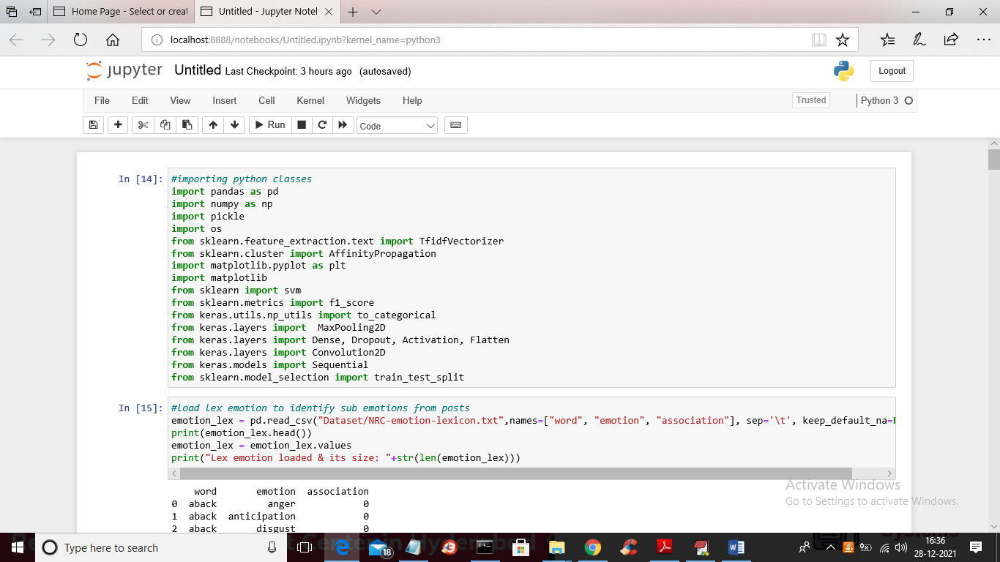 Home Page - Select or creat
Untitled - Jupyter Notel
localhost:8888/notebooks/Untitled.ipynb?kernel_name=python3
jupyter Untitled Last Checkpoint: 3 hours ago (autosaved)
Logout
File Edit View Insert Cell Kernel Widgets Help
Trusted
Python 3
Run
Code
In [14]:
#importing python classes
import pandas as pd
import numpy as np
import pickle
import os
from sklearn.feature_extraction.text import TfidfVectorizer
from sklearn.cluster import AffinityPropagation
import matplotlib.pyplot as plt
import matplotlib
from sklearn import svm
from sklearn.metrics import f1_score
from keras.utils.np_utils import to_categorical
from keras.layers import  MaxPooling2D
from keras.layers import Dense, Dropout, Activation, Flatten
from keras.layers import Convolution2D
from keras.models import Sequential
from sklearn.model_selection import train_test_split
In [15]:
#load lex emotion to identify sub emotions from posts
emotion_lex = pd.read_csv("Dataset/NRC-emotion-lexicon.txt",names=["word", "emotion", "association"], sep='\t', keep_default_na=
print(emotion_lex.head())
emotion_lex = emotion_lex.values
print("Lex emotion loaded & its size: "+str(len(emotion_lex)))
word emotion association
0 aback anger 0
1 aback anticipation 0
2 aback disgust 0
Activate Windows
Go to Settings to activate Windows.
Type here to search
18
16:36
28-12-2021